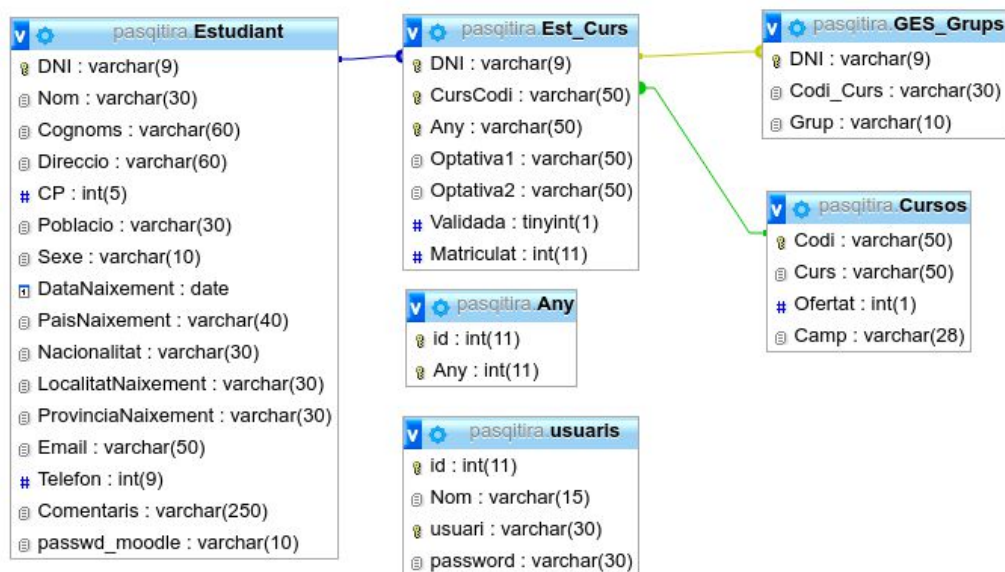 pasqitira.Estudiant
DNI : varchar(9)
Nom : varchar(30)
Cognoms : varchar(60)
Direccio : varchar(60)
CP : int(5)
Poblacio : varchar(30)
Sexe : varchar(10)
DataNaixement : date
PaisNaixement : varchar(40)
Nacionalitat : varchar(30)
LocalitatNaixement : varchar(30)
ProvinciaNaixement : varchar(30)
Email : varchar(50)
Telefon : int(9)
Comentaris : varchar(250)
passwd_moodle : varchar(10)
pasqitira.Est_Curs
DNI : varchar(9)
CursCodi : varchar(50)
Any : varchar(50)
Optativa1 : varchar(50)
Optativa2 : varchar(50)
Validada : tinyint(1)
Matriculat : int(11)
pasqitira.Any
id : int(11)
Any : int(11)
pasqitira.usuaris
id : int(11)
Nom : varchar(15)
usuari : varchar(30)
password : varchar(30)
pasqitira.GES_Grups
DNI : varchar(9)
Codi_Curs : varchar(30)
Grup : varchar(10)
pasqitira.Cursos
Codi : varchar(50)
Curs : varchar(50)
Ofertat : int(1)
Camp : varchar(28)